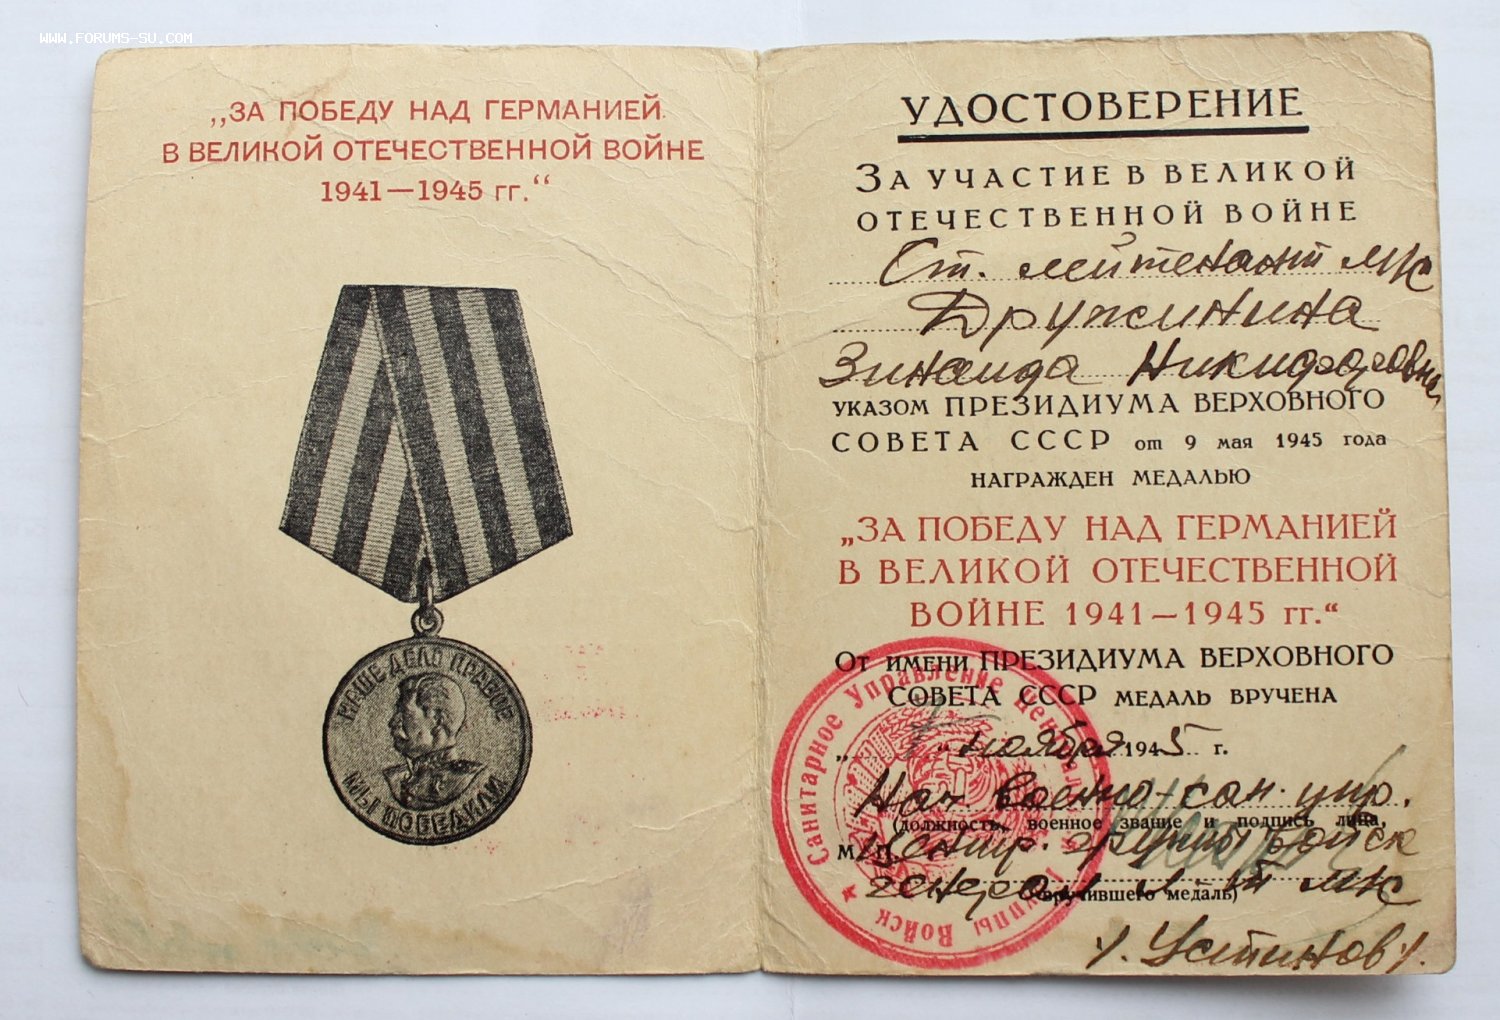 WWW.FORUMS-SU.COM
„ЗА ПОБЕДУ НАД ГЕРМАНИЕЙ
В ВЕЛИКОЙ ОТЕЧЕСТВЕННОЙ ВОЙНЕ
1941—1945 гг.“
НАШЕ ДЕЛО ПРАВОЕ
МЫ ПОБЕДИЛИ
УДОСТОВЕРЕНИЕ
ЗА УЧАСТИЕ В ВЕЛИКОЙ
ОТЕЧЕСТВЕННОЙ ВОЙНЕ
Ст. лейтенант м/с
Дружинина
Зинаида Никифоровна
УКАЗОМ ПРЕЗИДИУМА ВЕРХОВНОГО
СОВЕТА СССР от 9 мая 1945 года
НАГРАЖДЕН МЕДАЛЬЮ
„ЗА ПОБЕДУ НАД ГЕРМАНИЕЙ
В ВЕЛИКОЙ ОТЕЧЕСТВЕННОЙ
ВОЙНЕ 1941—1945 гг.“
От имени ПРЕЗИДИУМА ВЕРХОВНОГО
СОВЕТА СССР МЕДАЛЬ ВРУЧЕНА
„ “ ноября 1945 г.
Нач военно-сан. упр.
(должность, военное звание и подпись лица,
М. П. Центр. группы войск
генерал л-т м/с
вручившего медаль)
/. Устинов /.
Санитарное Управление Центральной Группы Войск